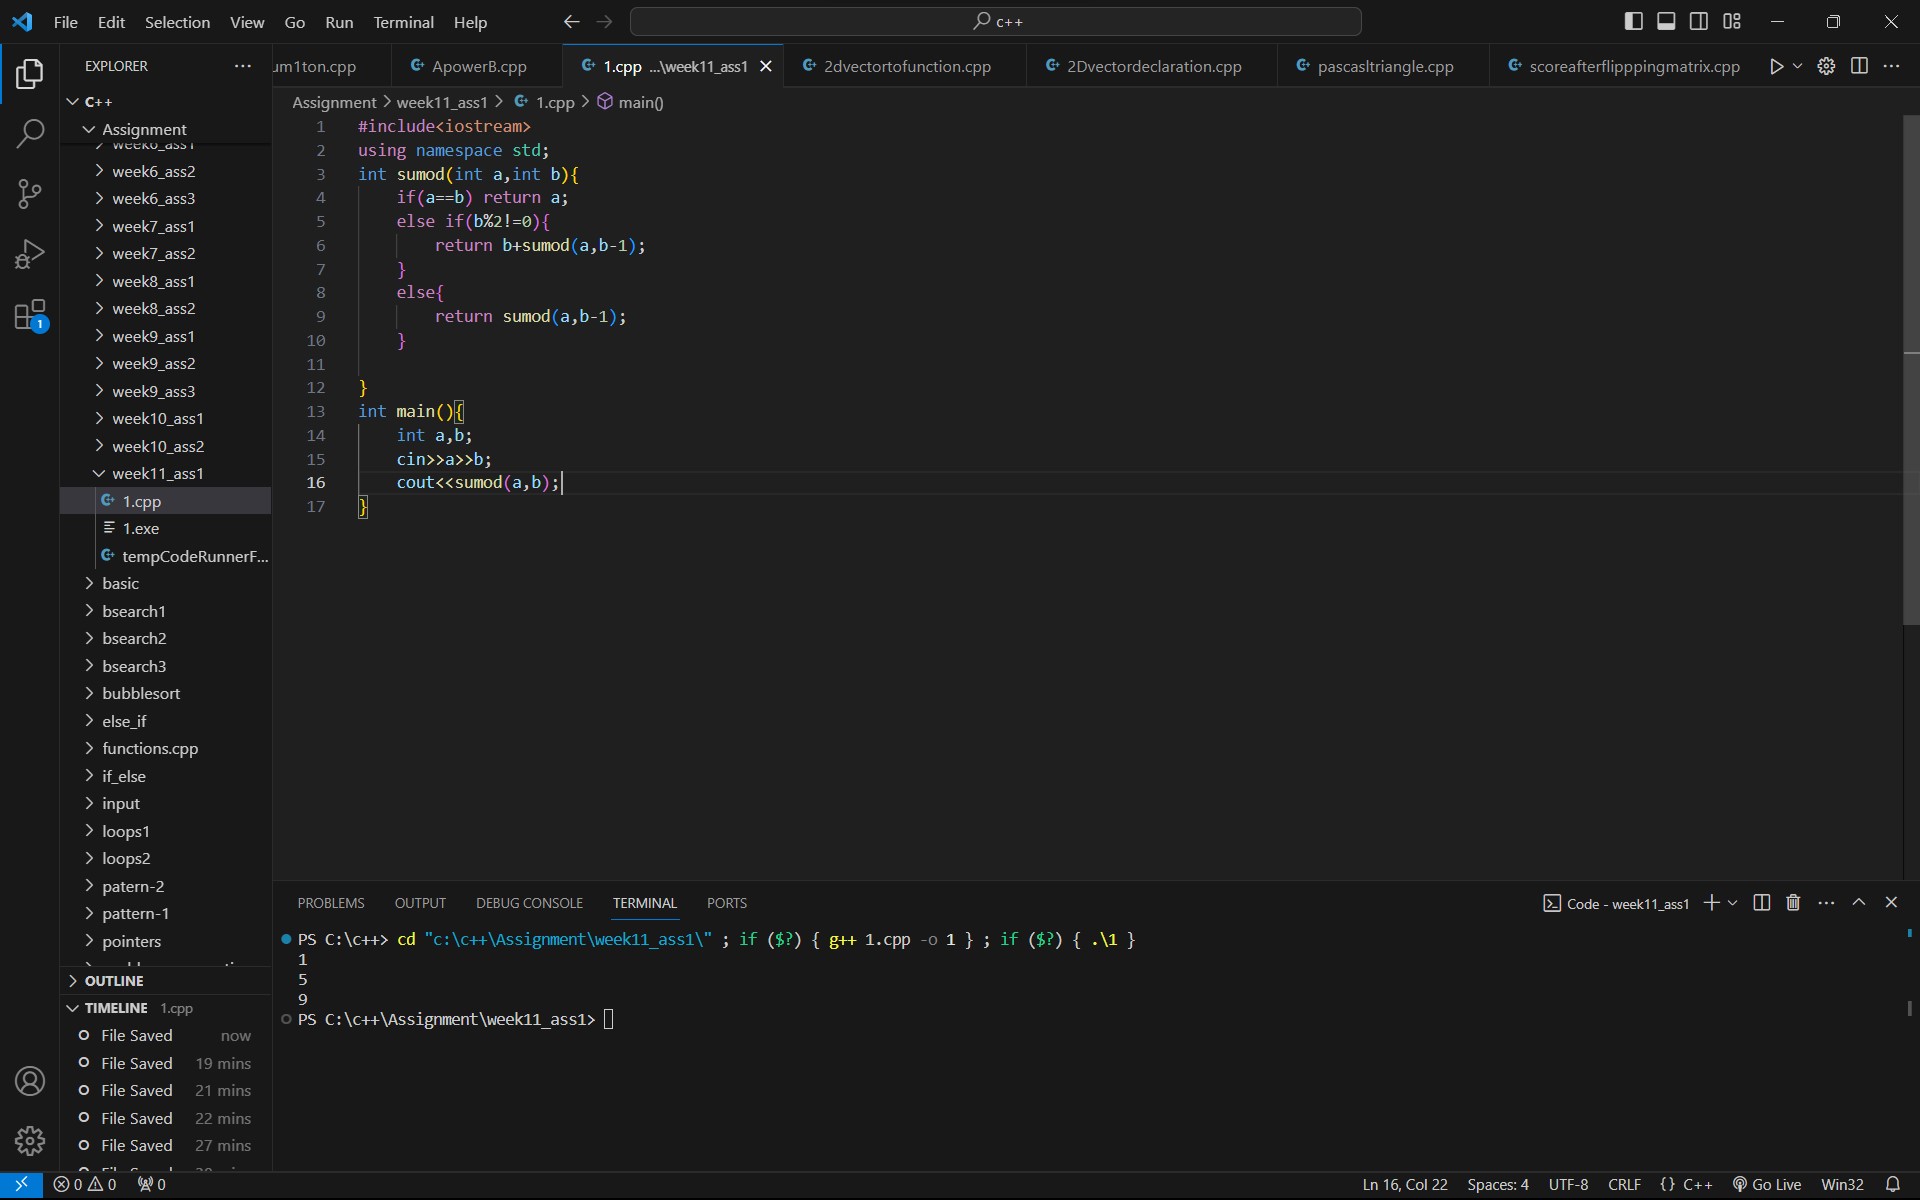 File Edit Selection View Go Run Terminal Help
c++
EXPLORER
um1ton.cpp
ApowerB.cpp
1.cpp ...\week11_ass1
2dvectortofunction.cpp
2Dvectordeclaration.cpp
pascasltriangle.cpp
scoreafterflipppingmatrix.cpp
Assignment > week11_ass1 > 1.cpp > main()
C++
Assignment
week6_ass1
week6_ass2
week6_ass3
week7_ass1
week7_ass2
week8_ass1
week8_ass2
week9_ass1
week9_ass2
week9_ass3
week10_ass1
week10_ass2
week11_ass1
1.cpp
1.exe
tempCodeRunnerF...
basic
bsearch1
bsearch2
bsearch3
bubblesort
else_if
functions.cpp
if_else
input
loops1
loops2
patern-2
pattern-1
pointers
OUTLINE
TIMELINE 1.cpp
File Saved now
File Saved 19 mins
File Saved 21 mins
File Saved 22 mins
File Saved 27 mins
1 #include<iostream>
2 using namespace std;
3 int sumod(int a,int b){
4 if(a==b) return a;
5 else if(b%2!=0){
6 return b+sumod(a,b-1);
7 }
8 else{
9 return sumod(a,b-1);
10 }
11
12 }
13 int main(){
14 int a,b;
15 cin>>a>>b;
16 cout<<sumod(a,b);
17 }
PROBLEMS OUTPUT DEBUG CONSOLE TERMINAL PORTS
Code - week11_ass1
PS C:\c++> cd "c:\c++\Assignment\week11_ass1\" ; if ($?) { g++ 1.cpp -o 1 } ; if ($?) { .\1 }
1
5
9
PS C:\c++\Assignment\week11_ass1>
1
0 0 0
Ln 16, Col 22 Spaces: 4 UTF-8 CRLF {} C++ Go Live Win32